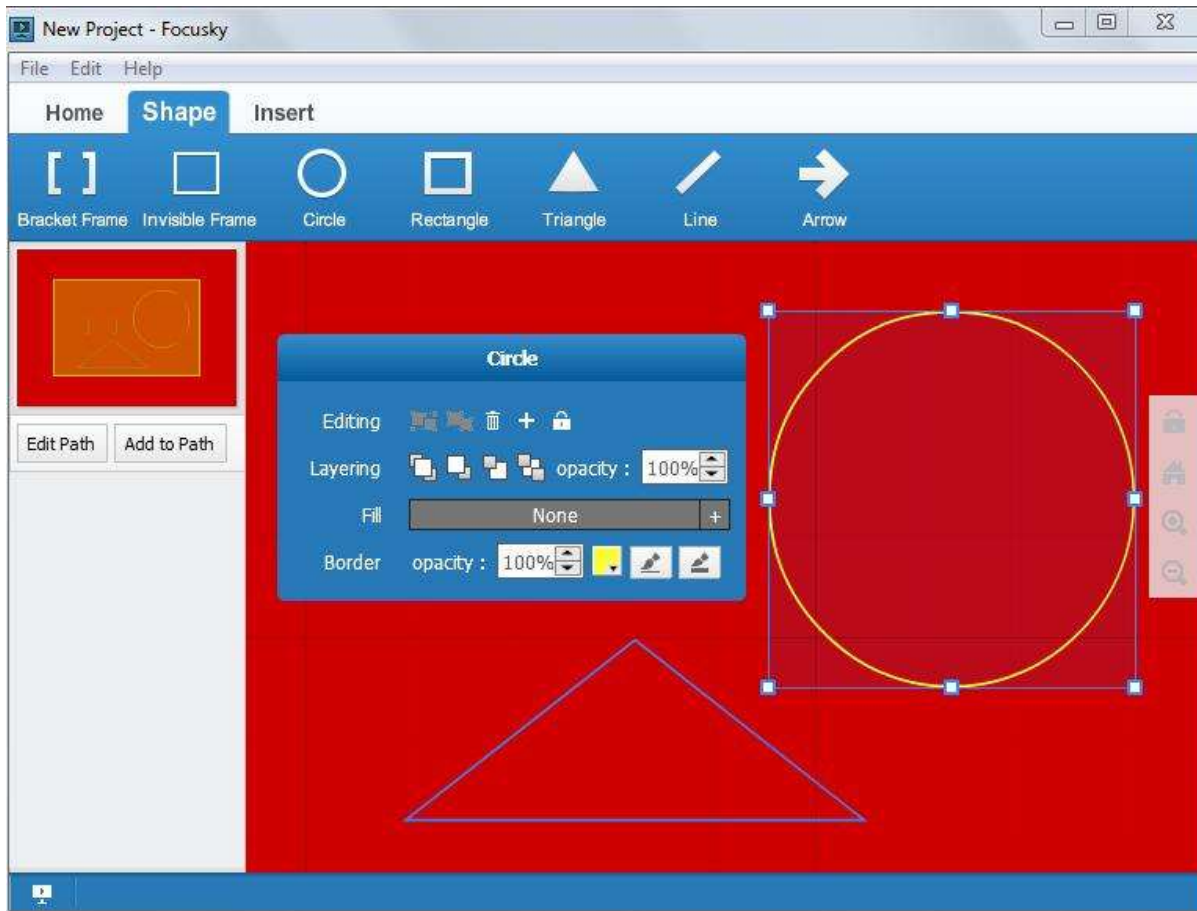 New Project - Focusky
File Edit Help
Home Shape Insert
Bracket Frame Invisible Frame Circle Rectangle Triangle Line Arrow
Circle
Editing
Edit Path Add to Path
Layering opacity : 100%
Fill None +
Border opacity : 100%